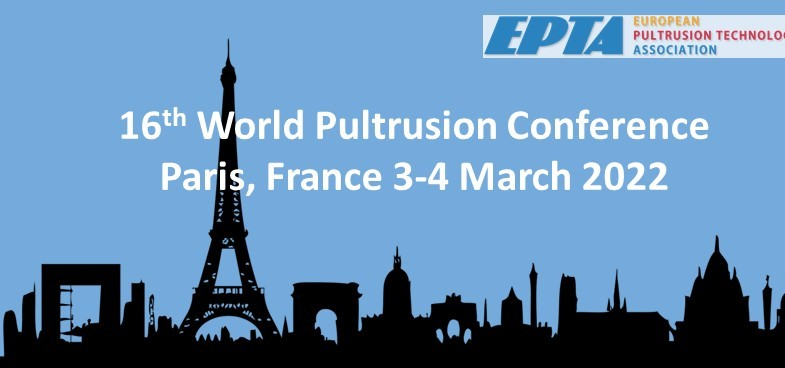 EPTA
EUROPEAN
PULTRUSION TECHNOLO
ASSOCIATION
16th World Pultrusion Conference
Paris, France 3-4 March 2022